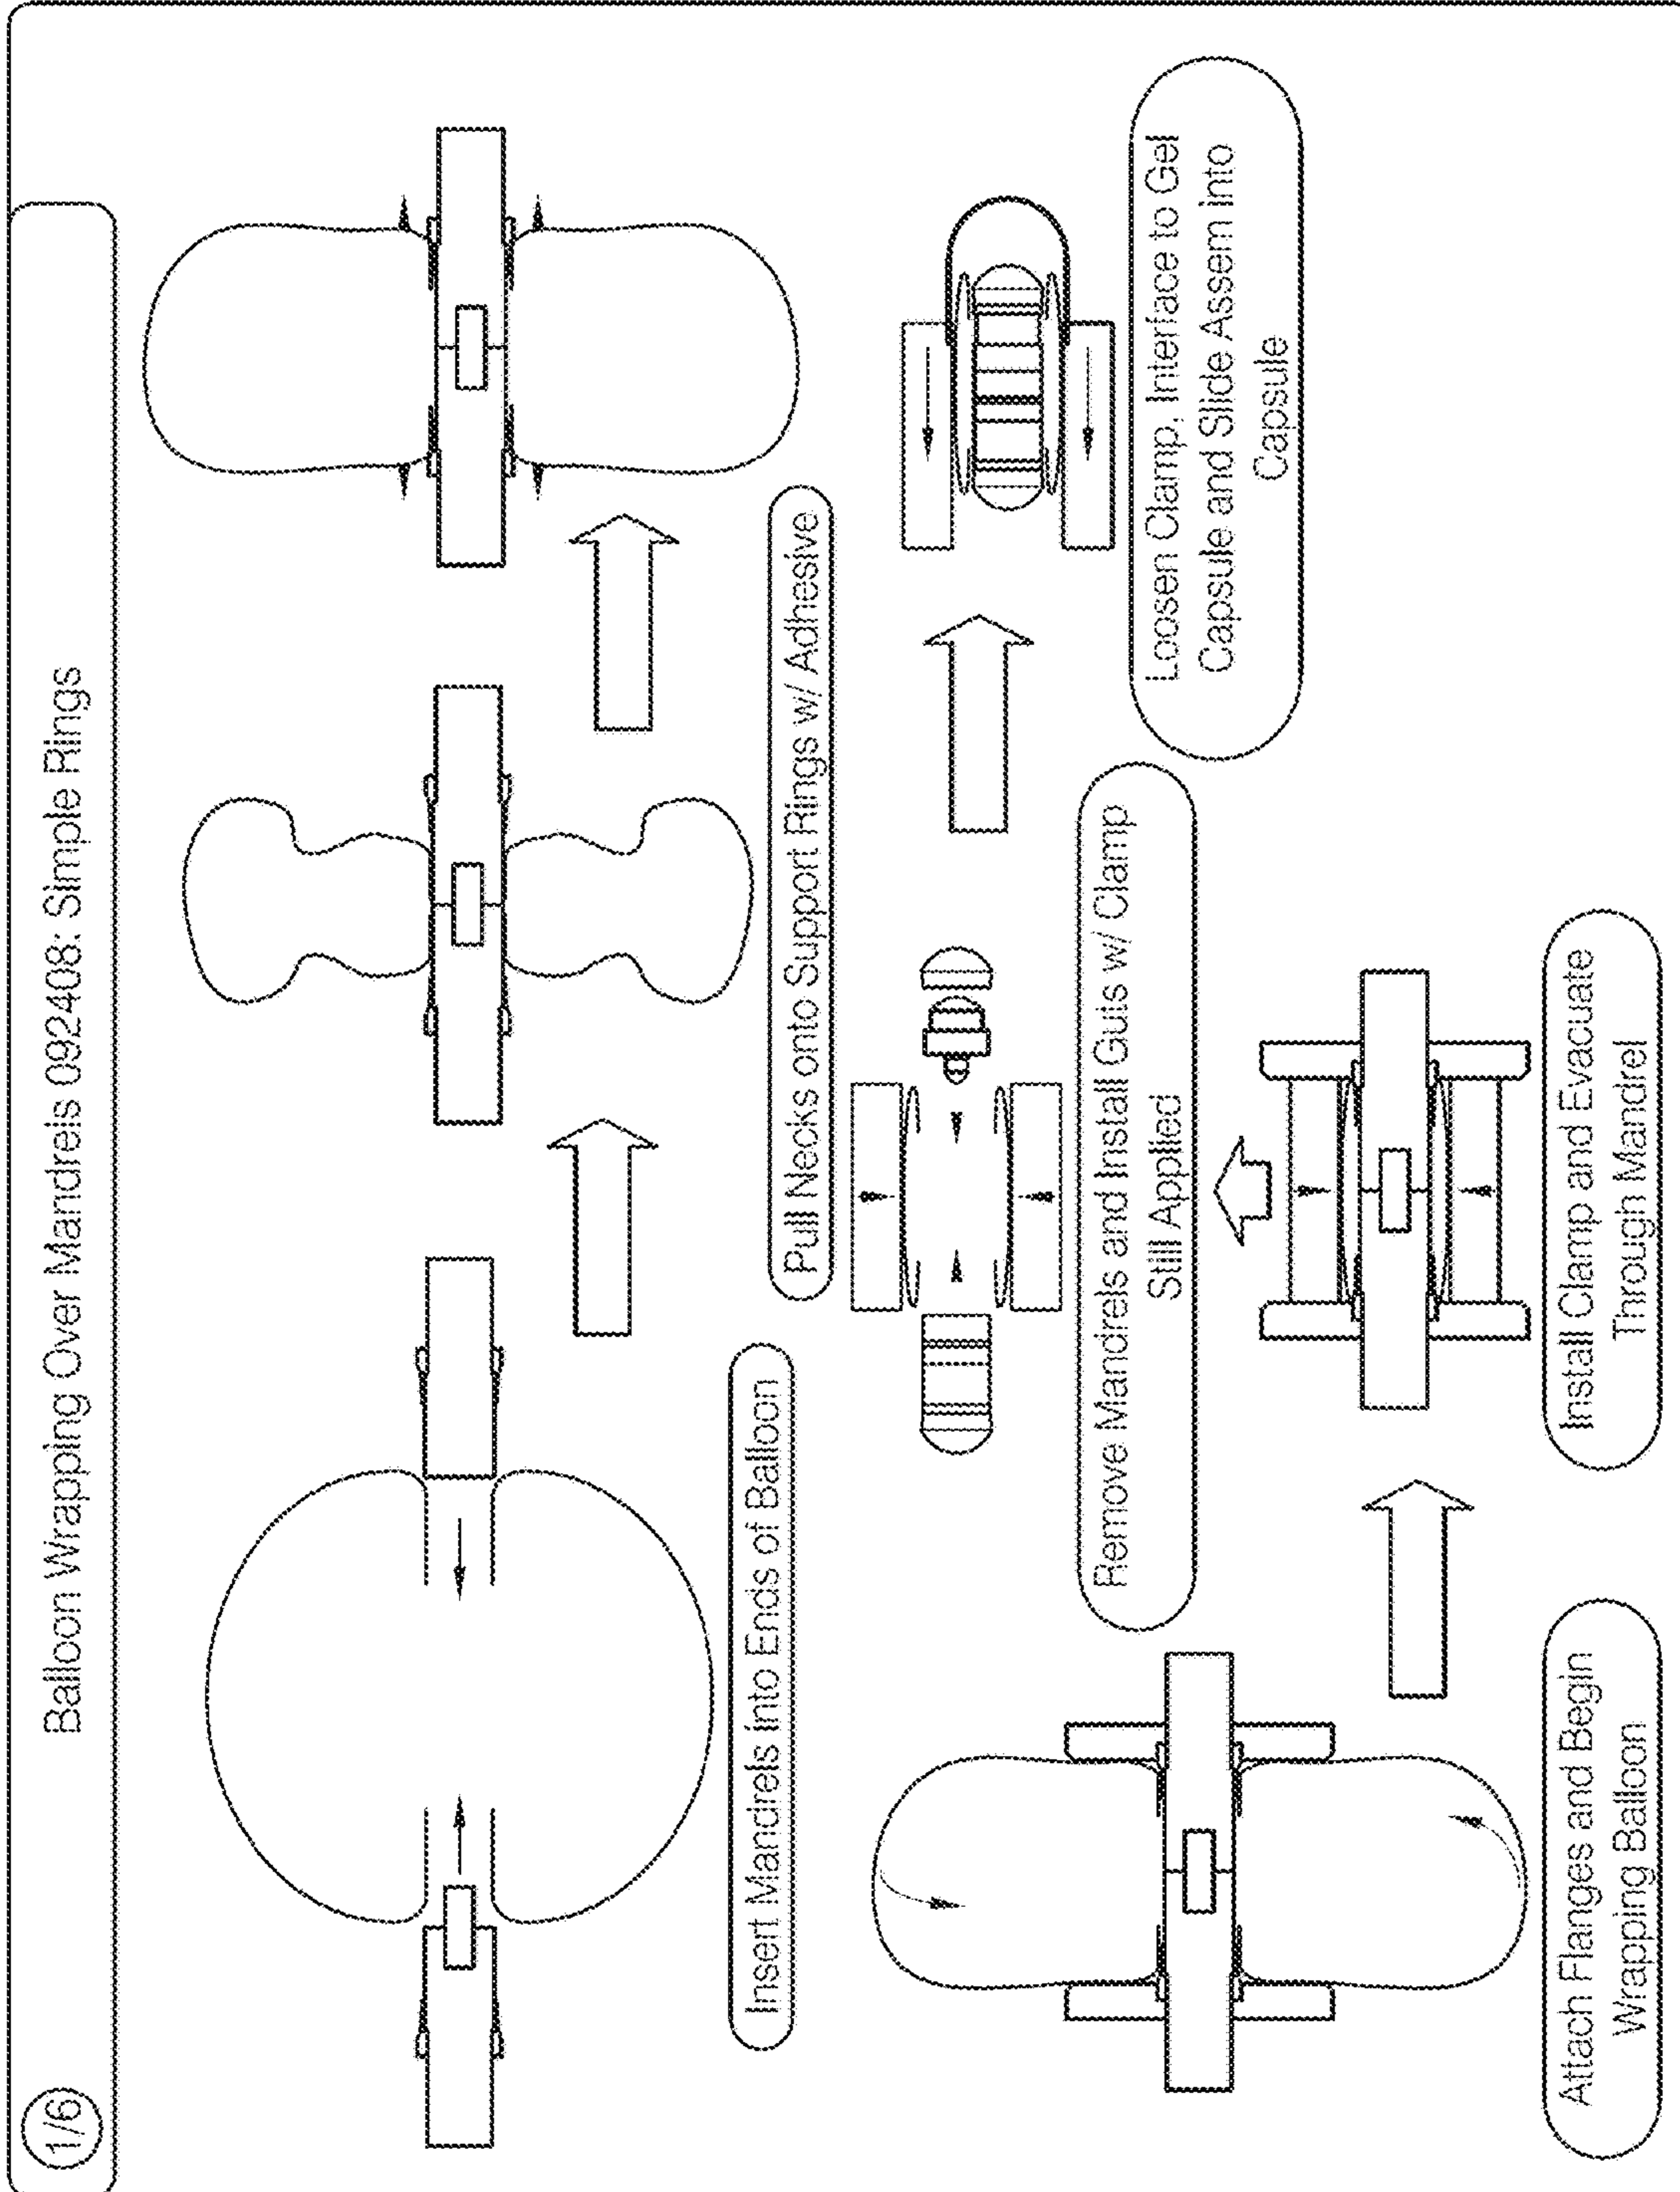 1/6
Balloon Wrapping Over Mandrels 092408: Simple Rings
Insert Mandrels into Ends of Balloon
Pull Necks onto Support Rings w/ Adhesive
Attach Flanges and Begin
Wrapping Balloon
Install Clamp and Evacuate
Through Mandrel
Remove Mandrels and Install Guts w/ Clamp
Still Applied
Loosen Clamp, Interface to Gel
Capsule and Slide Assem into
Capsule